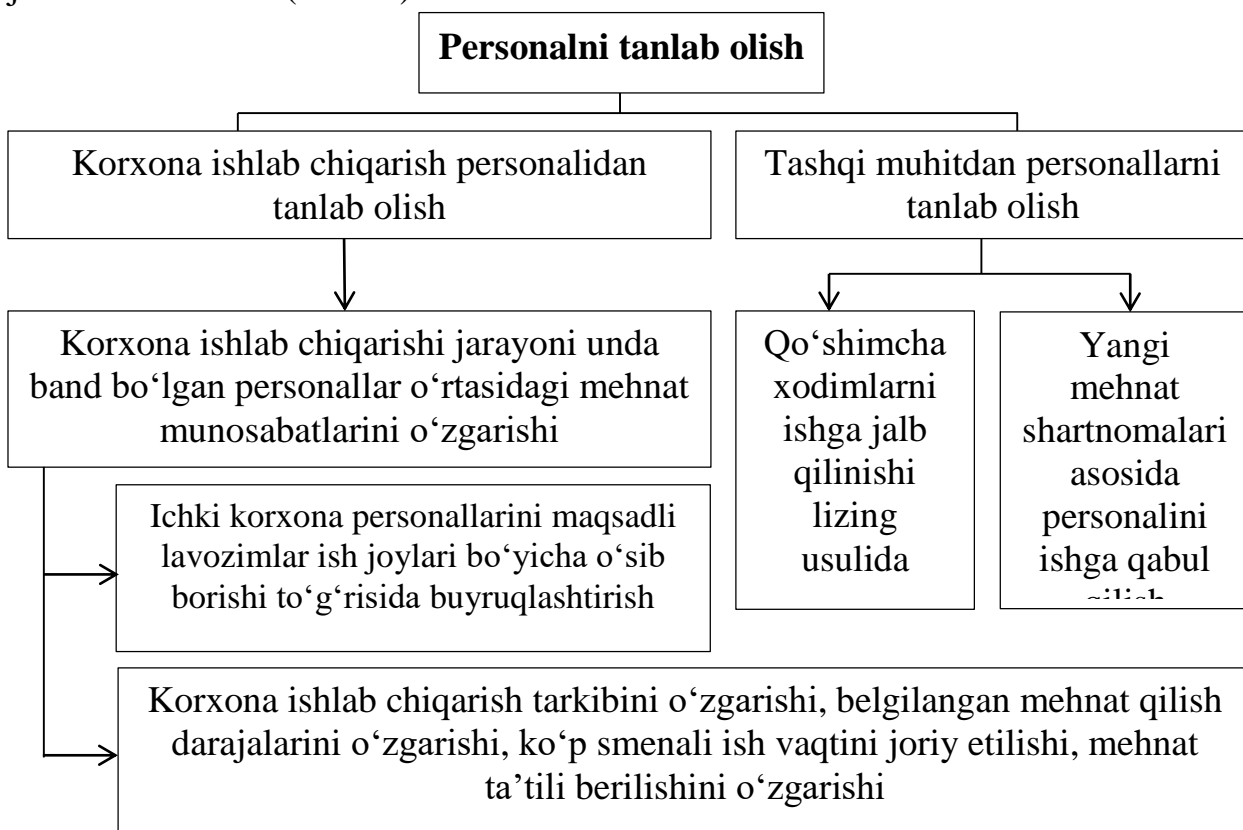 Personalni tanlab olish
Korxona ishlab chiqarish personalidan
tanlab olish
Tashqi muhitdan personallarni
tanlab olish
Korxona ishlab chiqarishi jarayoni unda
band bo‘lgan personallar o‘rtasidagi mehnat
munosabatlarini o‘zgarishi
Qo‘shimcha
xodimlarni
ishga jalb
qilinishi
lizing
usulida
Yangi
mehnat
shartnomalari
asosida
personalini
ishga qabul
qilish
Ichki korxona personallarini maqsadli
lavozimlar ish joylari bo‘yicha o‘sib
borishi to‘g‘risida buyruqlashtirish
Korxona ishlab chiqarish tarkibini o‘zgarishi, belgilangan mehnat qilish
darajalarini o‘zgarishi, ko‘p smenali ish vaqtini joriy etilishi, mehnat
ta’tili berilishini o‘zgarishi